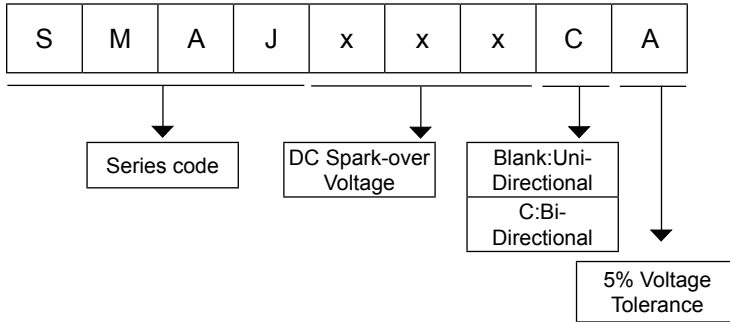 S M A J x x x C A
Series code
DC Spark-over
Voltage
Blank:Uni-
Directional
C:Bi-
Directional
5% Voltage
Tolerance